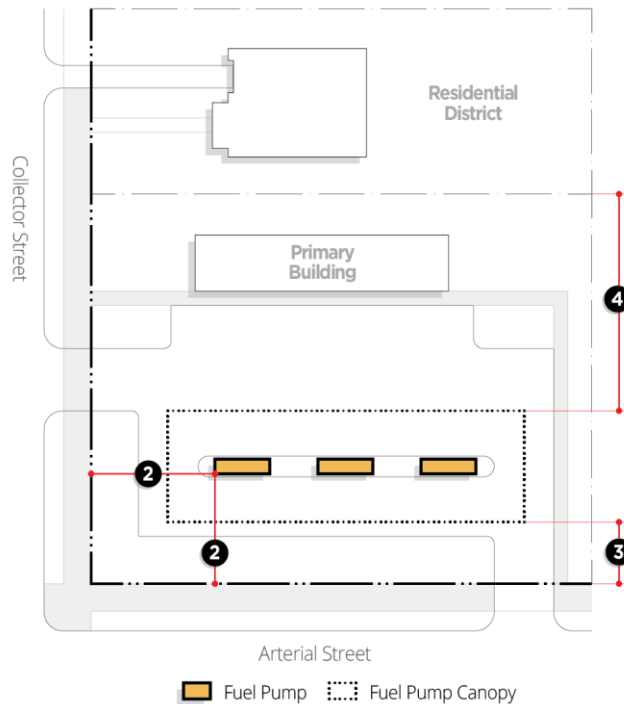 Residential
District
Collector Street
Primary
Building
4
2
2
3
Arterial Street
Fuel Pump
Fuel Pump Canopy